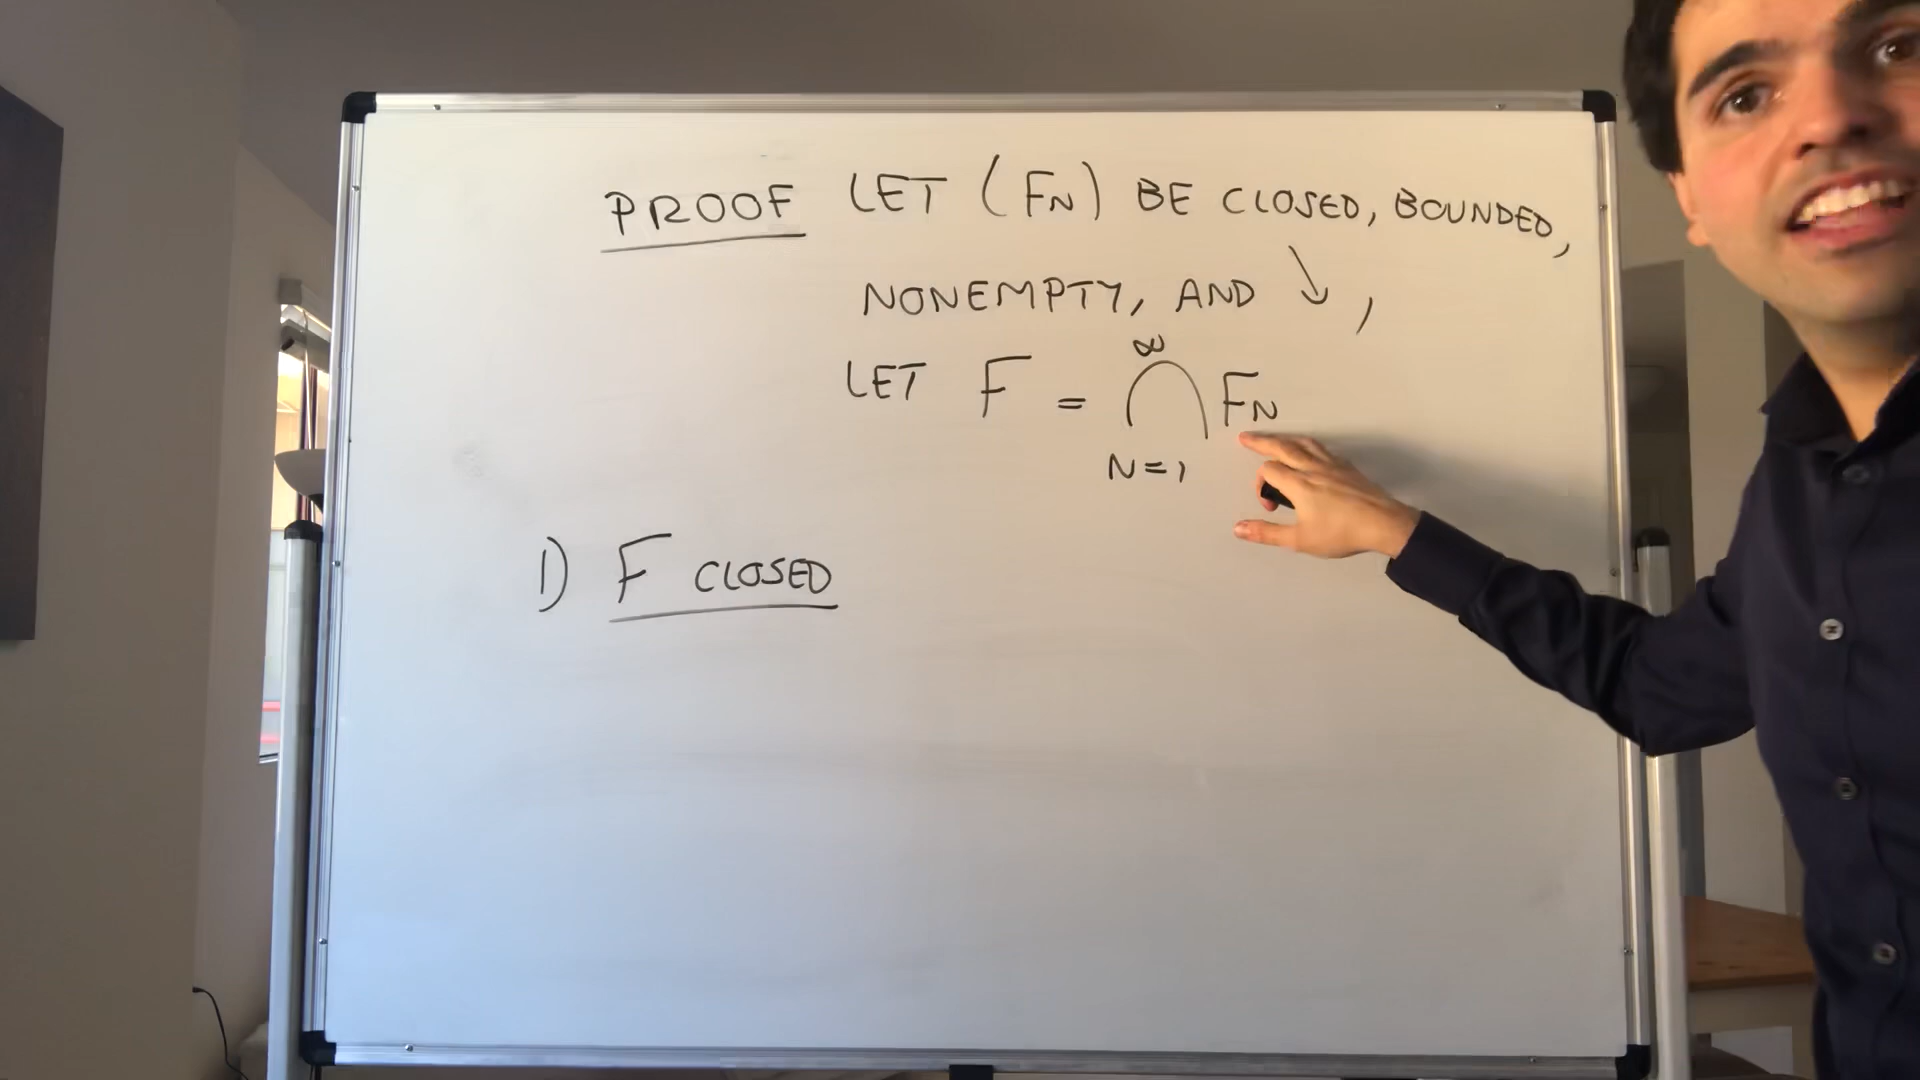 PROOF LET (FN) BE CLOSED, BOUNDED,
NONEMPTY, AND ↘,
LET F = ∞⋂N=1 FN
1) F CLOSED